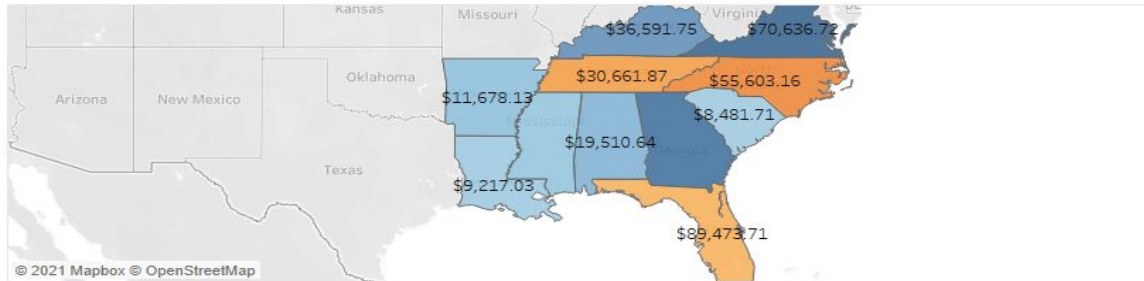 Kansas
Missouri
Virgini
$36,591.75
$70,636.72
Oklahoma
$30,661.87
$55,603.16
Arizona
New Mexico
$11,678.13
$8,481.71
Mississippi
$19,510.64
Georgia
Texas
$9,217.03
$89,473.71
© 2021 Mapbox © OpenStreetMap